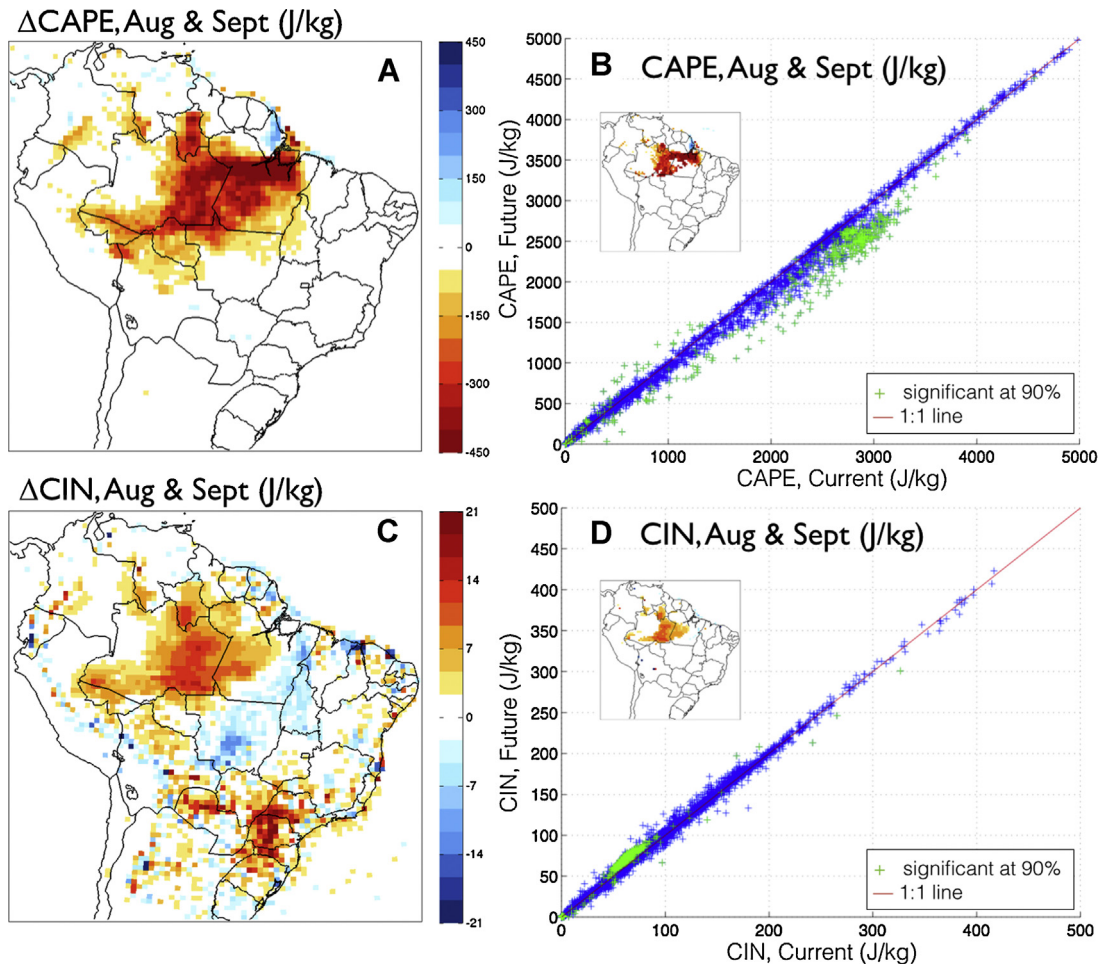 ΔCAPE, Aug & Sept (J/kg)
A
450
300
150
0
-150
-300
-450
B CAPE, Aug & Sept (J/kg)
CAPE, Future (J/kg)
5000
4500
4000
3500
3000
2500
2000
1500
1000
500
0
0 1000 2000 3000 4000 5000
CAPE, Current (J/kg)
significant at 90%
1:1 line
ΔCIN, Aug & Sept (J/kg)
C
21
14
7
0
-7
-14
-21
D CIN, Aug & Sept (J/kg)
CIN, Future (J/kg)
500
450
400
350
300
250
200
150
100
50
0
0 100 200 300 400 500
CIN, Current (J/kg)
significant at 90%
1:1 line